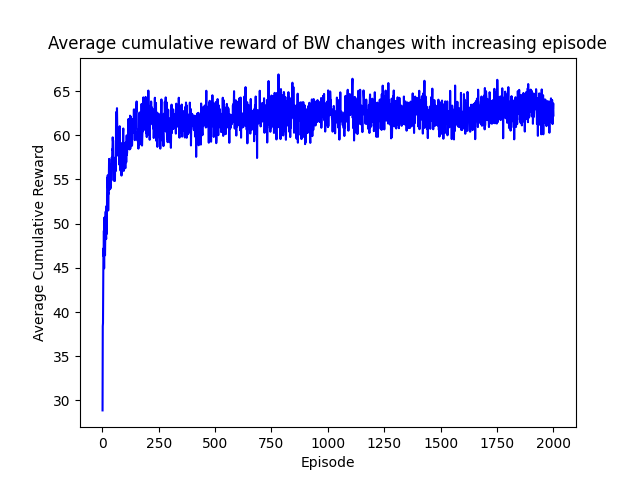 Average cumulative reward of BW changes with increasing episode
65
60
55
50
45
40
35
30
Average Cumulative Reward
0 250 500 750 1000 1250 1500 1750 2000
Episode